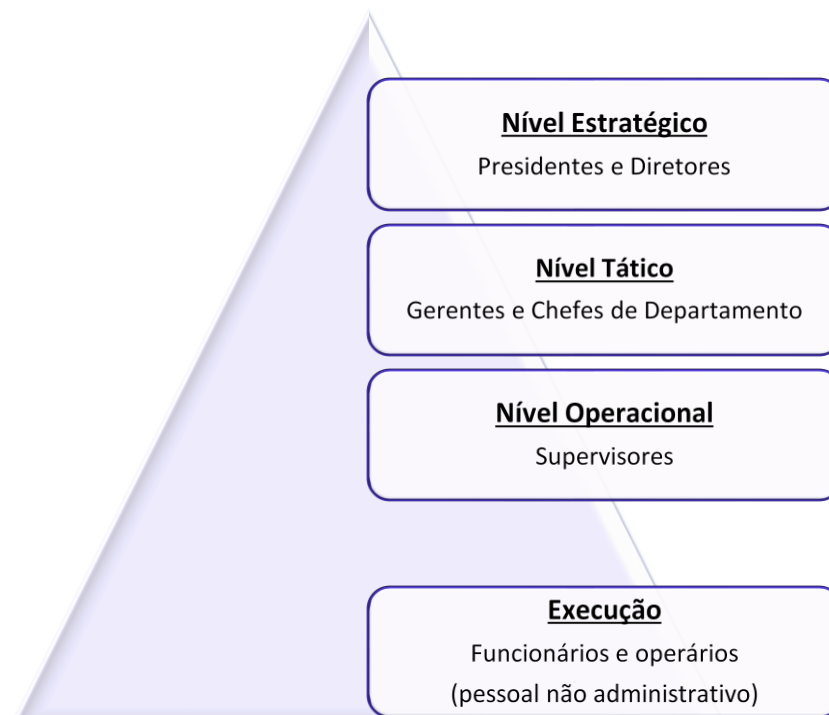 Nível Estratégico
Presidentes e Diretores
Nível Tático
Gerentes e Chefes de Departamento
Nível Operacional
Supervisores
Execução
Funcionários e operários
(pessoal não administrativo)